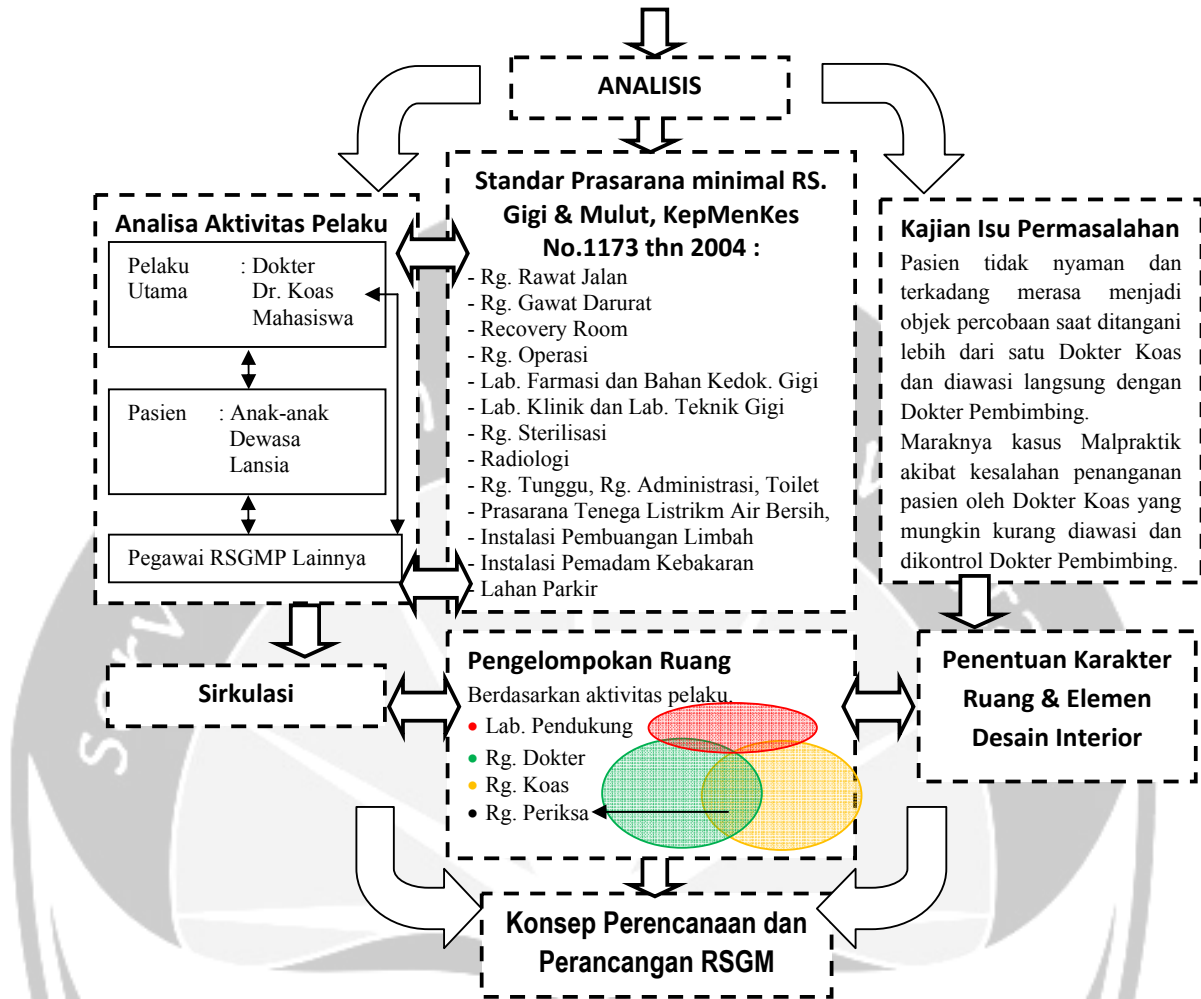 ANALISIS
Analisa Aktivitas Pelaku
Pelaku : Dokter
Utama Dr. Koas
Mahasiswa
Pasien : Anak-anak
Dewasa
Lansia
Pegawai RSGMP Lainnya
Standar Prasarana minimal RS.
Gigi & Mulut, KepMenKes
No.1173 thn 2004 :
- Rg. Rawat Jalan
- Rg. Gawat Darurat
- Recovery Room
- Rg. Operasi
- Lab. Farmasi dan Bahan Kedok. Gigi
- Lab. Klinik dan Lab. Teknik Gigi
- Rg. Sterilisasi
- Radiologi
- Rg. Tunggu, Rg. Administrasi, Toilet
- Prasarana Tenega Listrikm Air Bersih,
- Instalasi Pembuangan Limbah
- Instalasi Pemadam Kebakaran
- Lahan Parkir
Kajian Isu Permasalahan
Pasien tidak nyaman dan
terkadang merasa menjadi
objek percobaan saat ditangani
lebih dari satu Dokter Koas
dan diawasi langsung dengan
Dokter Pembimbing.
Maraknya kasus Malpraktik
akibat kesalahan penanganan
pasien oleh Dokter Koas yang
mungkin kurang diawasi dan
dikontrol Dokter Pembimbing.
Sirkulasi
Pengelompokan Ruang
Berdasarkan aktivitas pelaku.
• Lab. Pendukung
• Rg. Dokter
• Rg. Koas
• Rg. Periksa
Penentuan Karakter
Ruang & Elemen
Desain Interior
Konsep Perencanaan dan
Perancangan RSGM